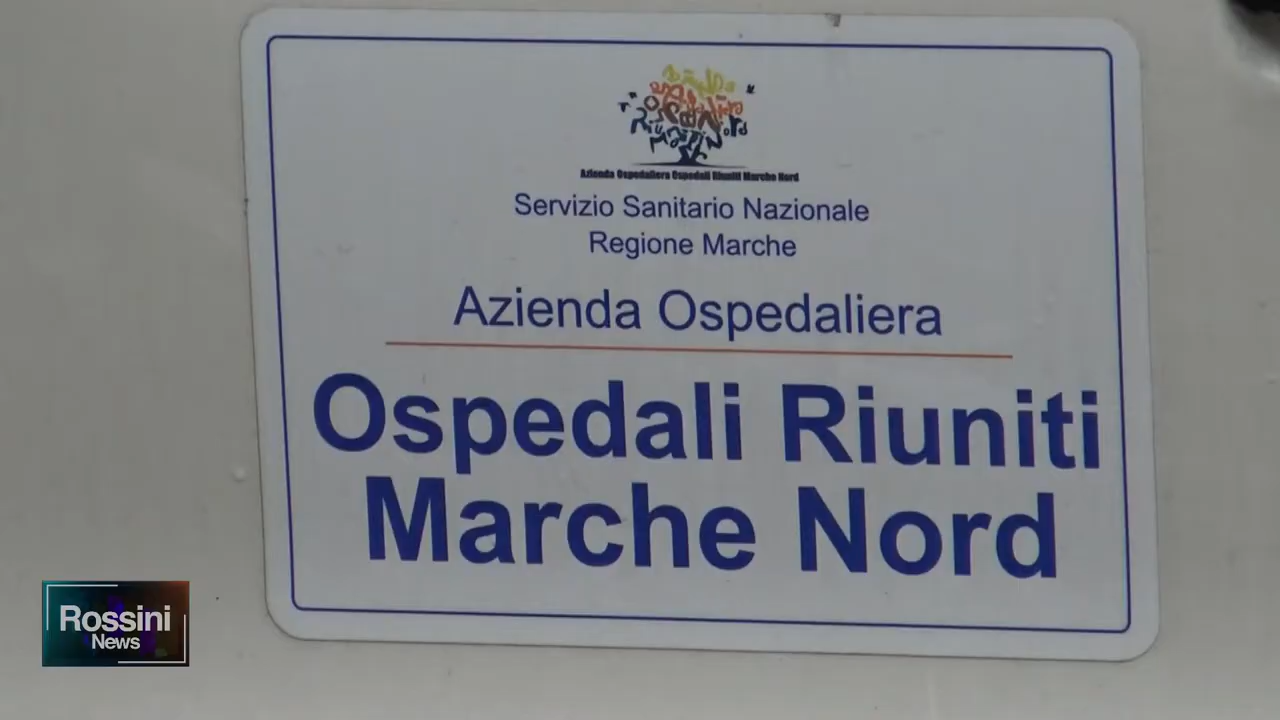 Azienda Ospedaliera Ospedali Riuniti Marche Nord
Servizio Sanitario Nazionale
Regione Marche
Azienda Ospedaliera
Ospedali Riuniti
Marche Nord
Rossini
News